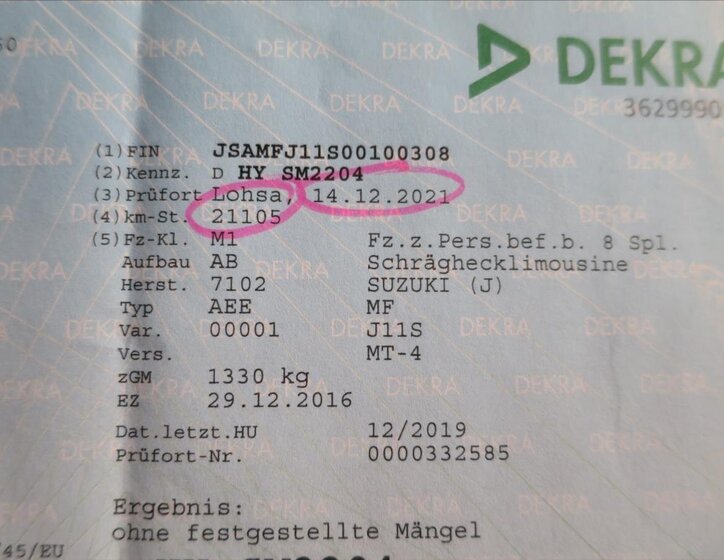 DEKRA
3629990
(1) FIN JSAMFJ11S00100308
(2) Kennz. D HY SM2204
(3) Prüfort Lohsa, 14.12.2021
(4) km-St. 21105
(5) Fz-Kl. M1 Fz.z.Pers.bef.b. 8 Spl.
Aufbau AB Schräghecklimousine
Herst. 7102 SUZUKI (J)
Typ AEE MF
Var. 00001 J11S
Vers. MT-4
zGM 1330 kg
EZ 29.12.2016
Dat.letzt.HU 12/2019
Prüfort-Nr. 0000332585
Ergebnis:
ohne festgestellte Mängel
/45/EU